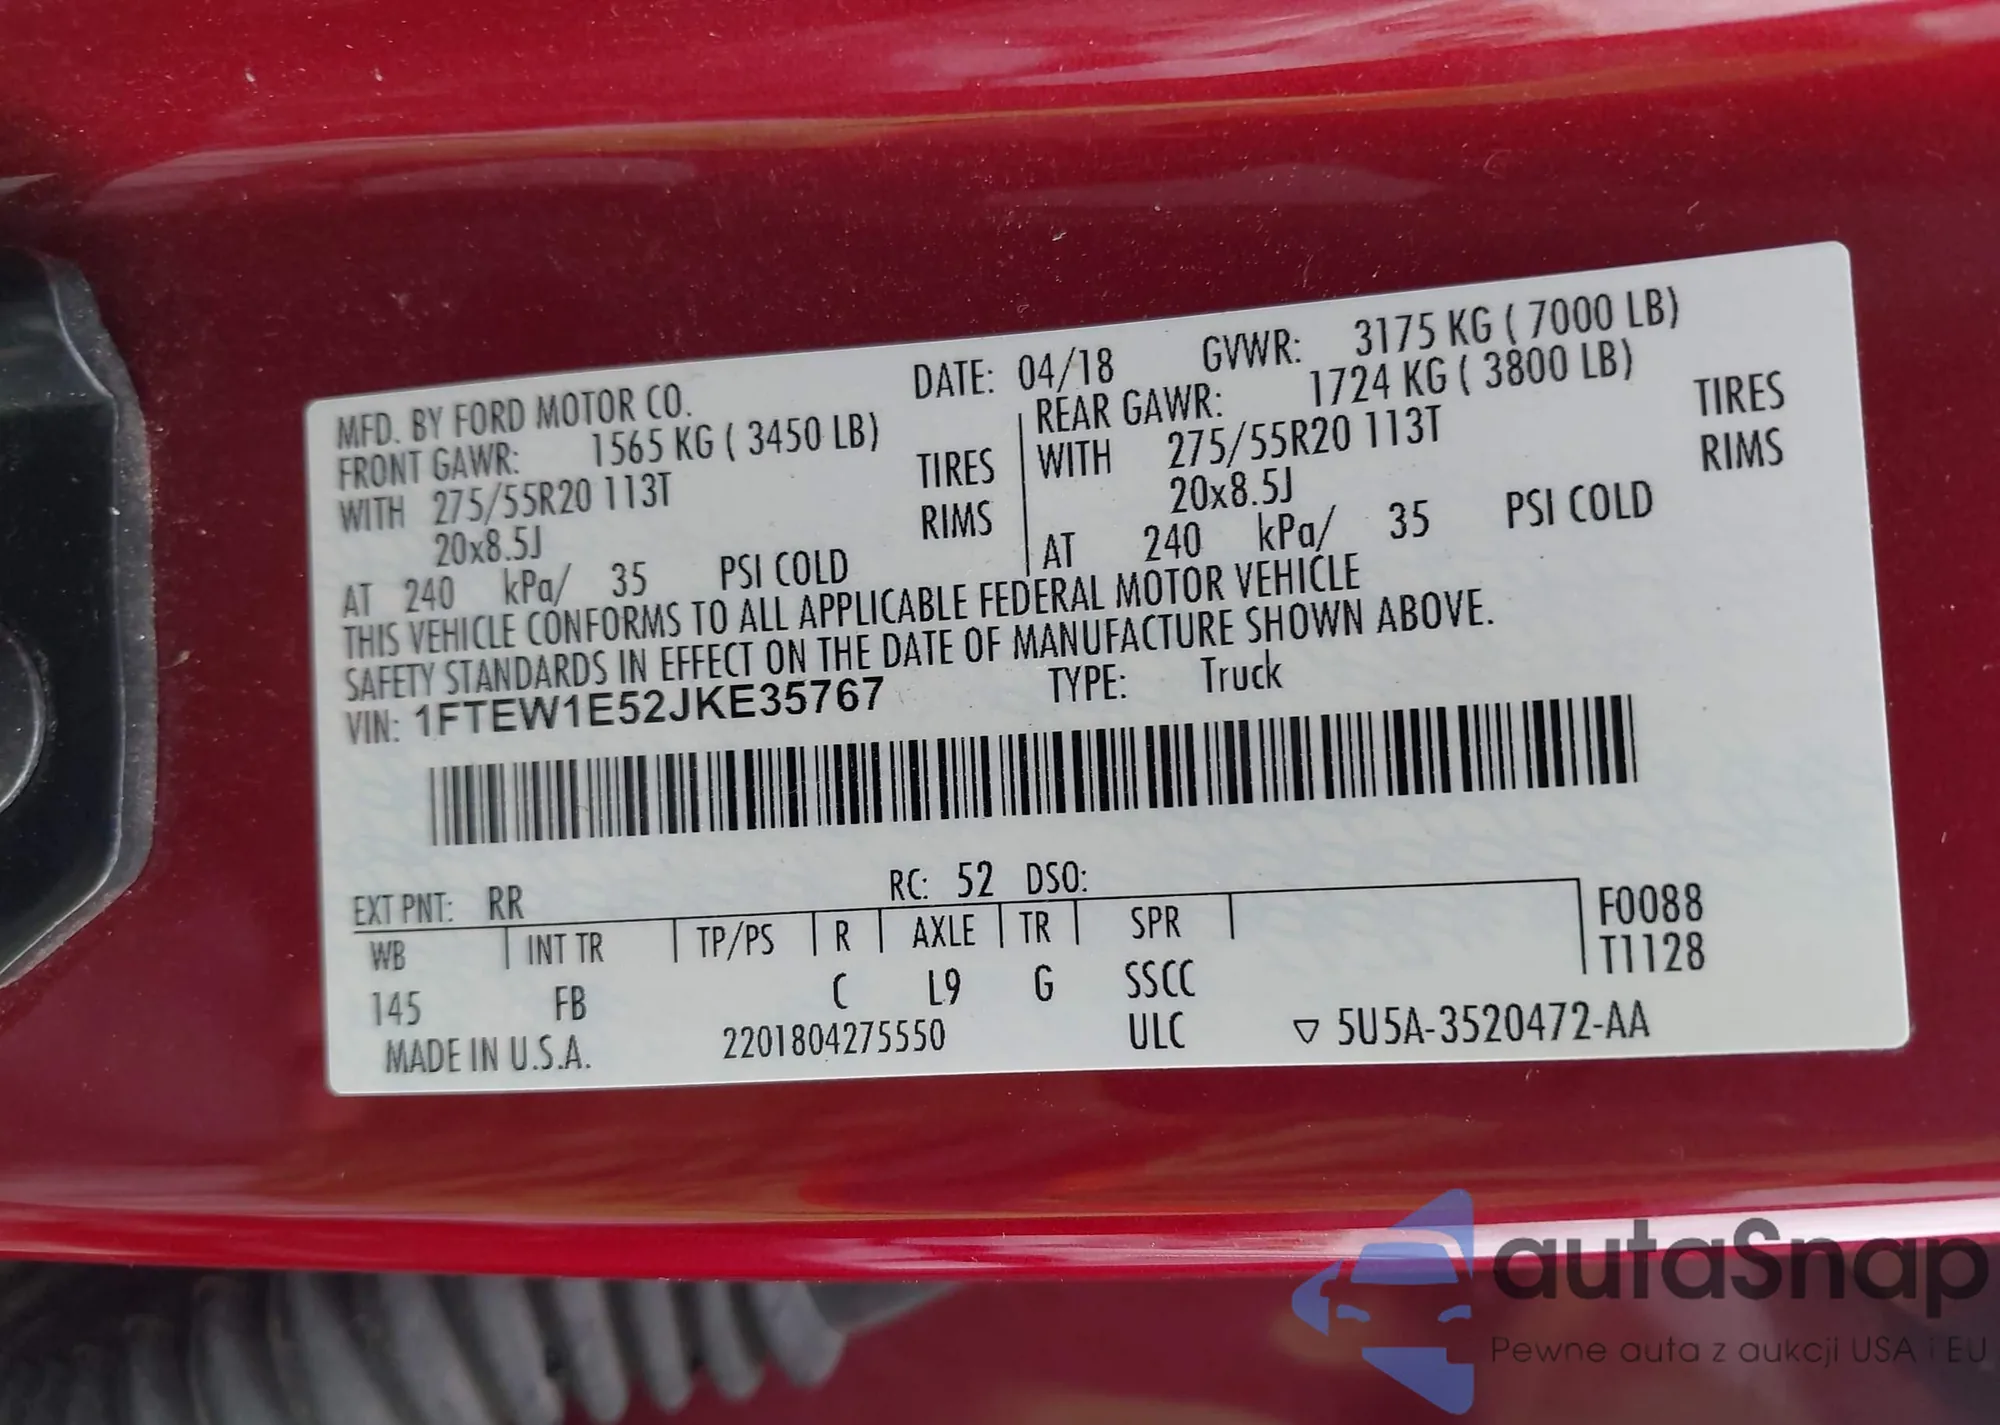 MFD. BY FORD MOTOR CO. DATE: 04/18 GVWR: 3175 KG ( 7000 LB)
FRONT GAWR: 1565 KG ( 3450 LB) REAR GAWR: 1724 KG ( 3800 LB)
WITH 275/55R20 113T TIRES WITH 275/55R20 113T TIRES
20x8.5J RIMS 20x8.5J RIMS
AT 240 kPa/ 35 PSI COLD AT 240 kPa/ 35 PSI COLD
THIS VEHICLE CONFORMS TO ALL APPLICABLE FEDERAL MOTOR VEHICLE
SAFETY STANDARDS IN EFFECT ON THE DATE OF MANUFACTURE SHOWN ABOVE.
VIN: 1FTEW1E52JKE35767 TYPE: Truck
EXT PNT: RR RC: 52 DSO:
WB INT TR TP/PS R AXLE TR SPR F0088
T1128
145 FB C L9 G SSCC
MADE IN U.S.A. 2201804275550 ULC ▽ 5U5A-3520472-AA
autaSnap
Pewne auta z aukcji USA i EU